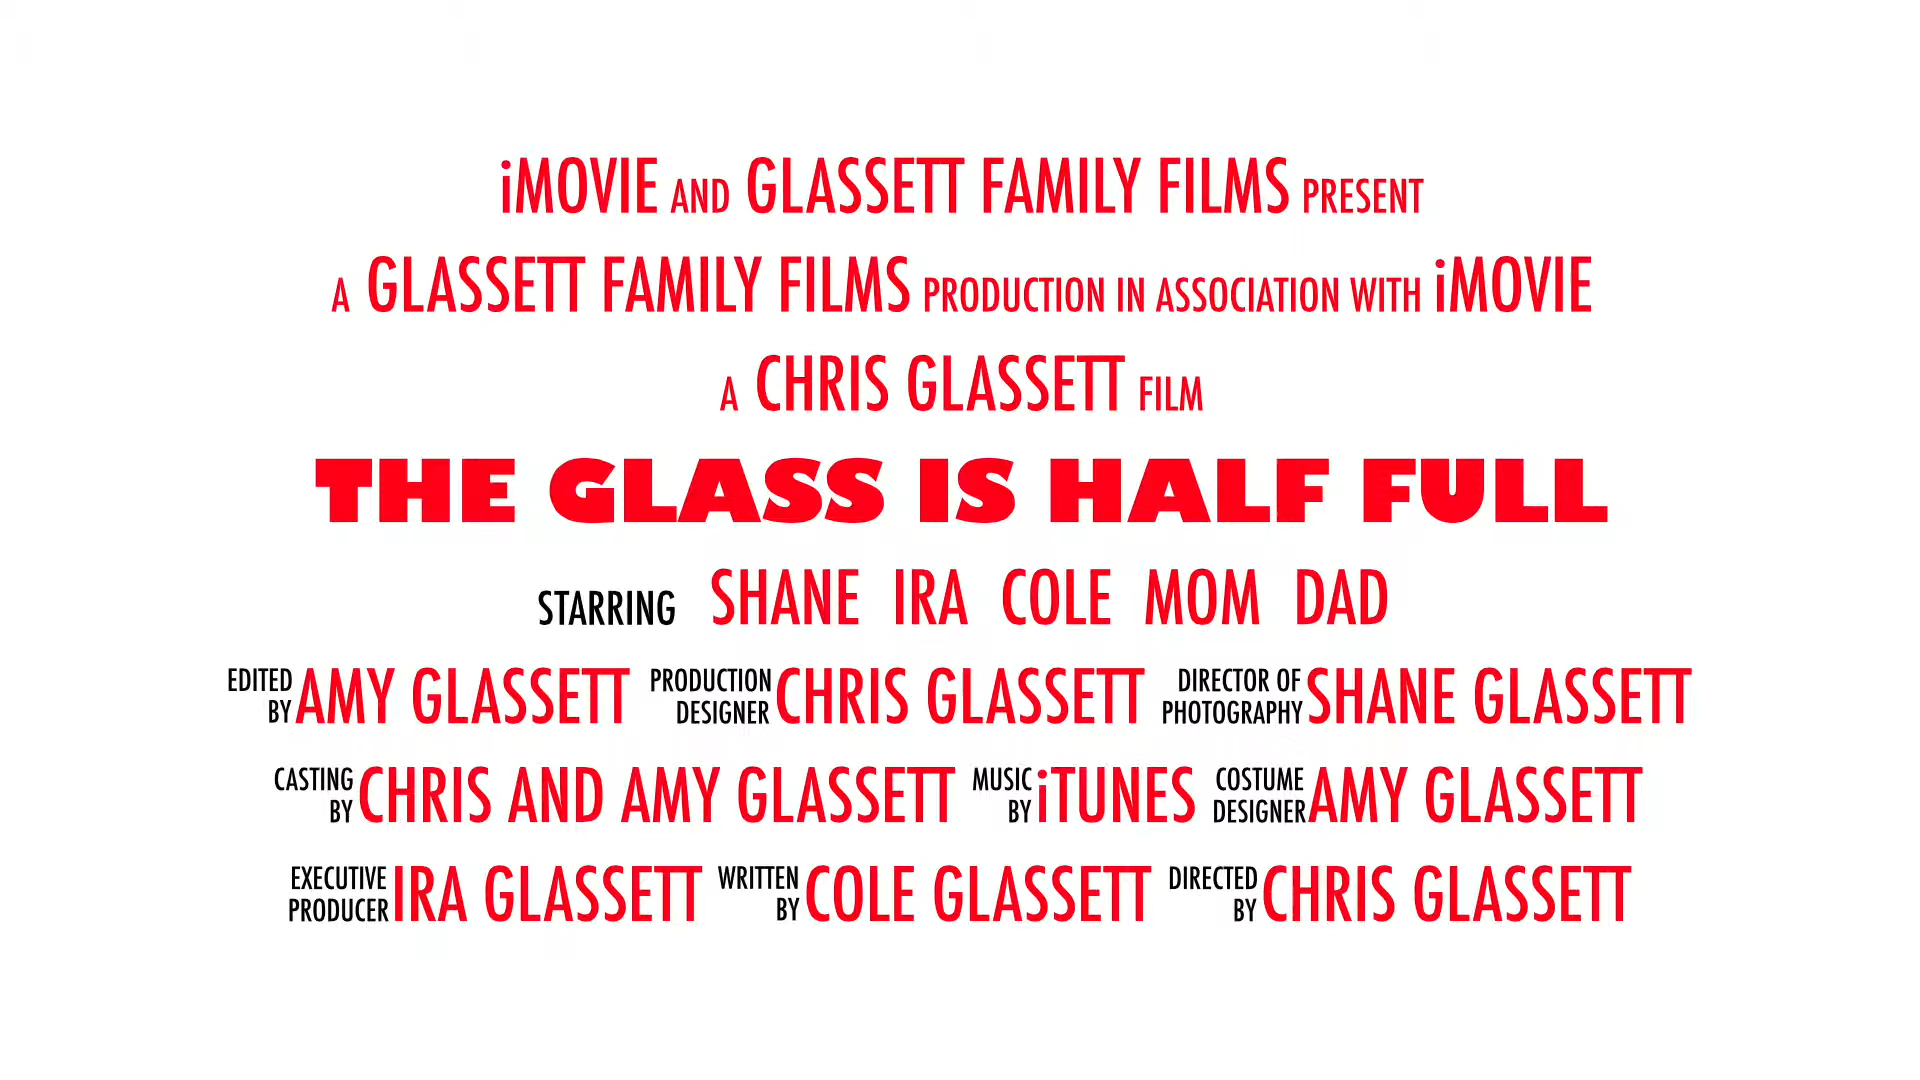 iMOVIE AND GLASSETT FAMILY FILMS PRESENT
A GLASSETT FAMILY FILMS PRODUCTION IN ASSOCIATION WITH iMOVIE
A CHRIS GLASSETT FILM
THE GLASS IS HALF FULL
STARRING SHANE IRA COLE MOM DAD
EDITED BY AMY GLASSETT PRODUCTION DESIGNER CHRIS GLASSETT DIRECTOR OF PHOTOGRAPHY SHANE GLASSETT
CASTING BY CHRIS AND AMY GLASSETT MUSIC BY iTUNES COSTUME DESIGNER AMY GLASSETT
EXECUTIVE PRODUCER IRA GLASSETT WRITTEN BY COLE GLASSETT DIRECTED BY CHRIS GLASSETT